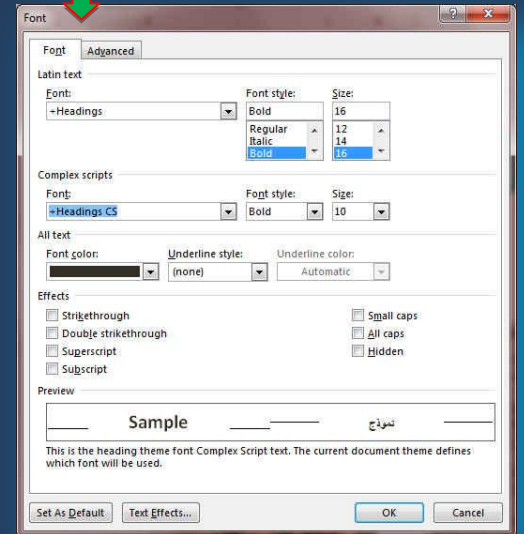 Font
?
X
Font Advanced
Latin text
Font: Font style: Size:
+Headings Bold 16
Regular 12
Italic 14
Bold 16
Complex scripts
Font: Font style: Size:
+Headings CS Bold 10
All text
Font color: Underline style: Underline color:
(none) Automatic
Effects
Strikethrough Small caps
Double strikethrough All caps
Superscript Hidden
Subscript
Preview
Sample نموذج
This is the heading theme font Complex Script text. The current document theme defines
which font will be used.
Set As Default Text Effects... OK Cancel